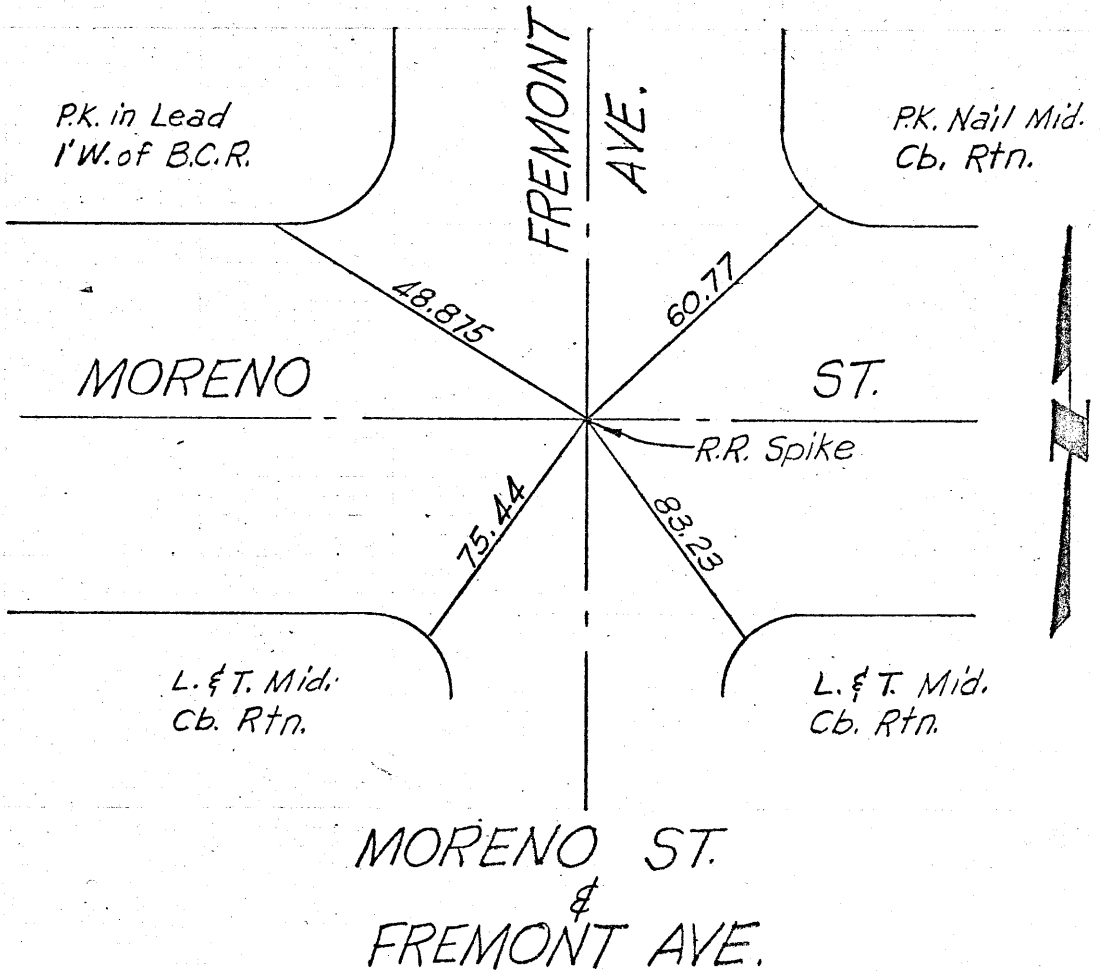 FREMONT
AVE.
P.K. in Lead
1' W. of B.C.R.
P.K. Nail Mid.
Cb. Rtn.
48.875
60.77
MORENO
ST.
R.R. Spike
75.44
83.23
N
L. & T. Mid.
Cb. Rtn.
L. & T. Mid.
Cb. Rtn.
MORENO ST.
&
FREMONT AVE.